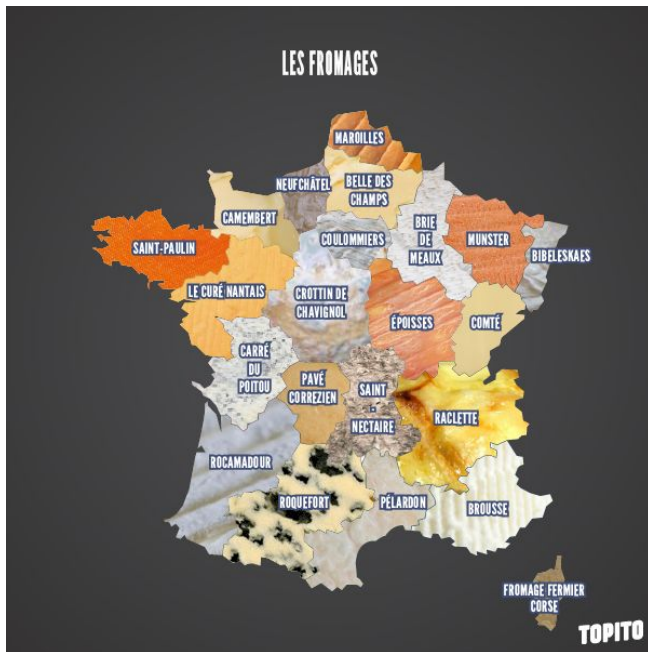 LES FROMAGES
MAROILLES
NEUFCHÂTEL
BELLE DES
CHAMPS
CAMEMBERT
COULOMMIERS
BRIE
DE
MEAUX
MUNSTER
BIBELESKAES
SAINT-PAULIN
LE CURÉ NANTAIS
CROTTIN DE
CHAVIGNOL
ÉPOISSES
COMTÉ
CARRÉ
DU
POITOU
PAVÉ
CORREZIEN
SAINT
-
NECTAIRE
RACLETTE
ROCAMADOUR
ROQUEFORT
PÉLARDON
BROUSSE
FROMAGE FERMIER
CORSE
TOPITO